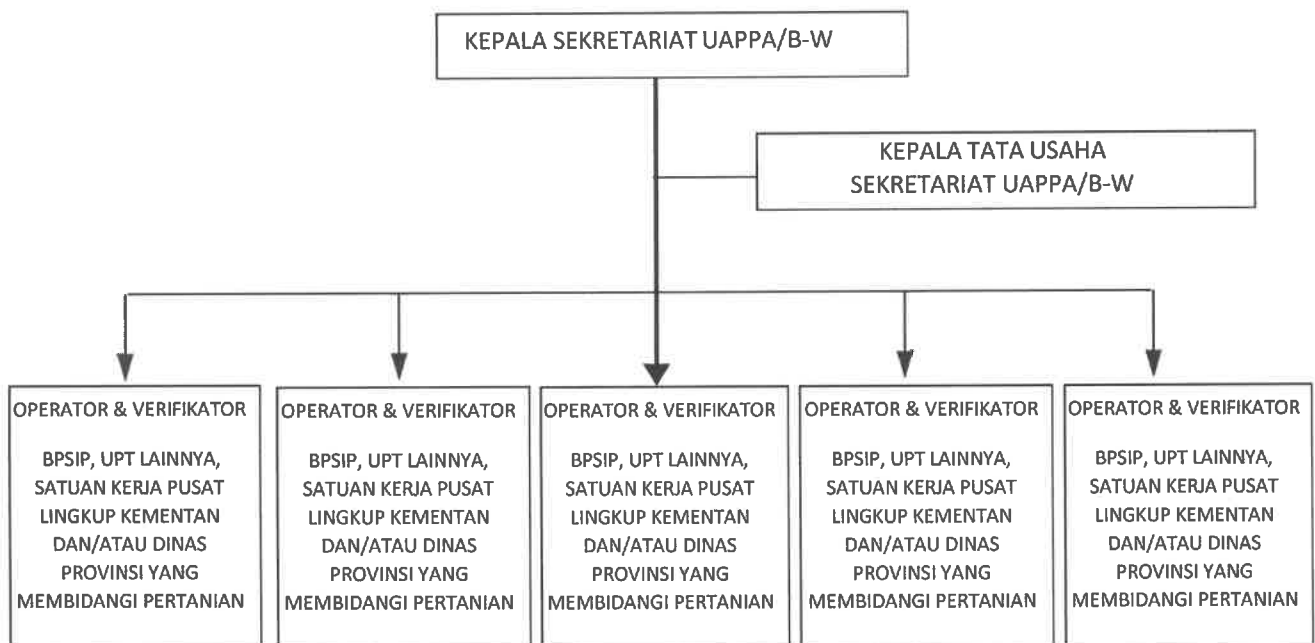 KEPALA SEKRETARIAT UAPPA/B-W
KEPALA TATA USAHA
SEKRETARIAT UAPPA/B-W
OPERATOR & VERIFIKATOR
BPSIP, UPT LAINNYA,
SATUAN KERJA PUSAT
LINGKUP KEMENTAN
DAN/ATAU DINAS
PROVINSI YANG
MEMBIDANGI PERTANIAN
OPERATOR & VERIFIKATOR
BPSIP, UPT LAINNYA,
SATUAN KERJA PUSAT
LINGKUP KEMENTAN
DAN/ATAU DINAS
PROVINSI YANG
MEMBIDANGI PERTANIAN
OPERATOR & VERIFIKATOR
BPSIP, UPT LAINNYA,
SATUAN KERJA PUSAT
LINGKUP KEMENTAN
DAN/ATAU DINAS
PROVINSI YANG
MEMBIDANGI PERTANIAN
OPERATOR & VERIFIKATOR
BPSIP, UPT LAINNYA,
SATUAN KERJA PUSAT
LINGKUP KEMENTAN
DAN/ATAU DINAS
PROVINSI YANG
MEMBIDANGI PERTANIAN
OPERATOR & VERIFIKATOR
BPSIP, UPT LAINNYA,
SATUAN KERJA PUSAT
LINGKUP KEMENTAN
DAN/ATAU DINAS
PROVINSI YANG
MEMBIDANGI PERTANIAN